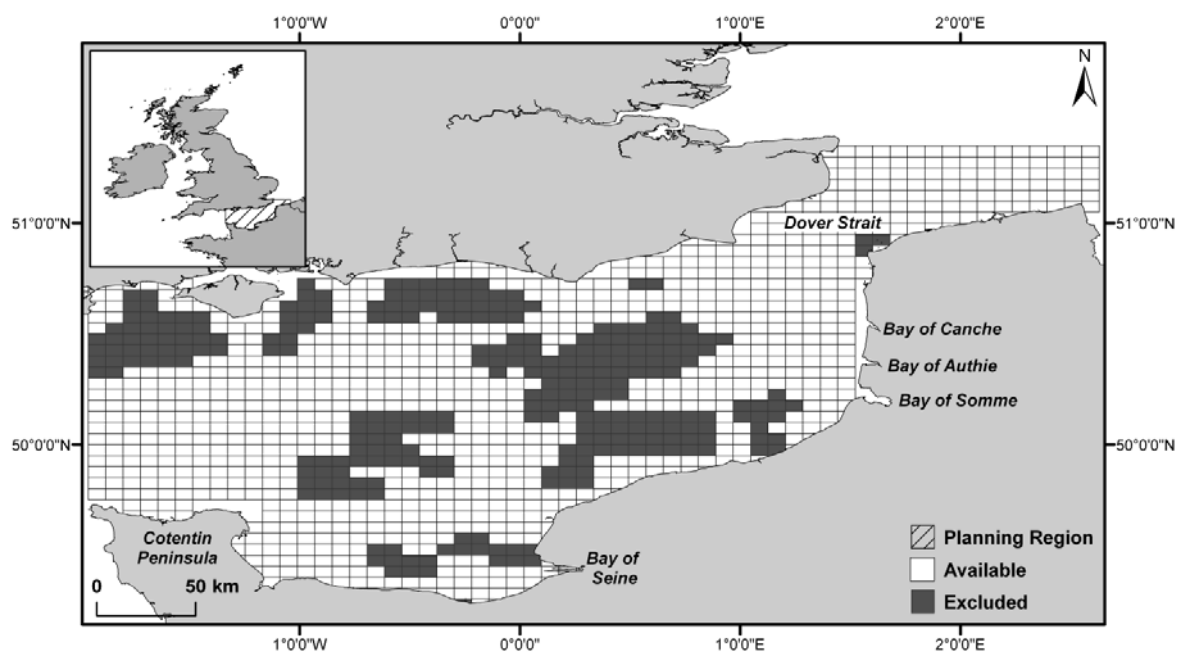 1°0'0"W 0°0'0" 1°0'0"E 2°0'0"E
N
51°0'0"N 51°0'0"N
Dover Strait
Bay of Canche
Bay of Authie
Bay of Somme
50°0'0"N 50°0'0"N
Cotentin
Peninsula
0 50 km
Bay of
Seine
Planning Region
Available
Excluded
1°0'0"W 0°0'0" 1°0'0"E 2°0'0"E